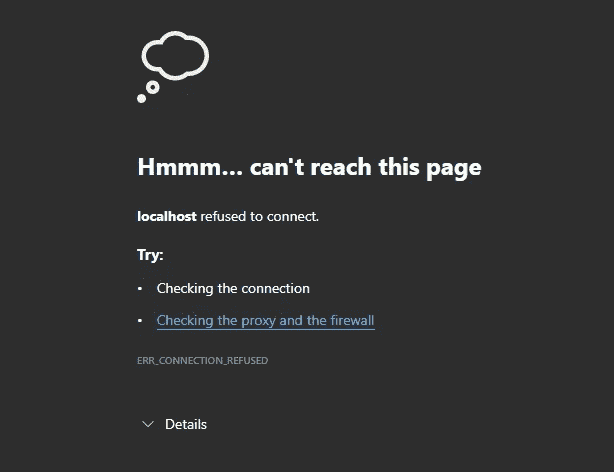 Hmmm... can't reach this page
localhost refused to connect.
Try:
• Checking the connection
• Checking the proxy and the firewall
ERR_CONNECTION_REFUSED
Details